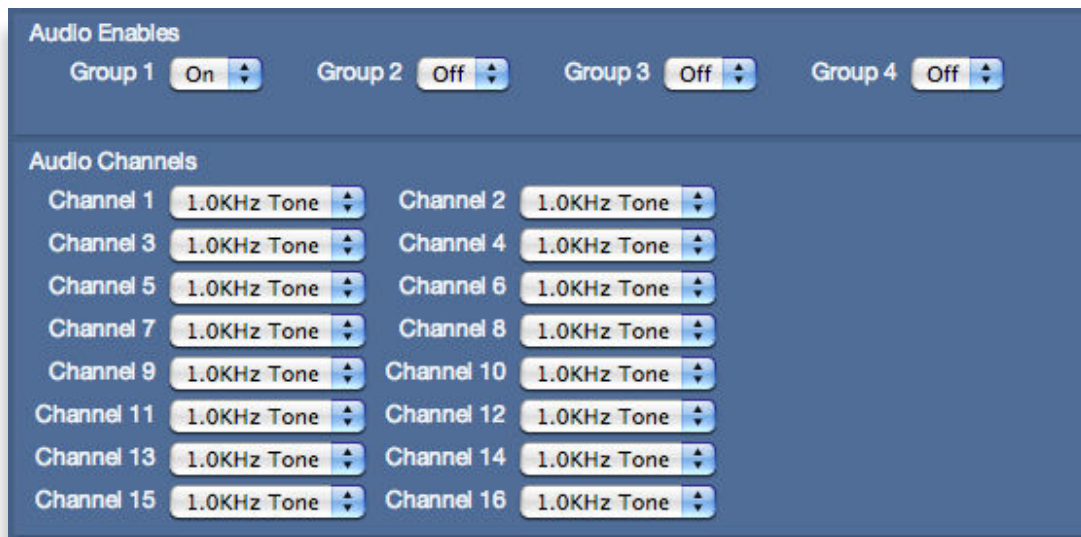 Audio Enables
Group 1 On Group 2 Off Group 3 Off Group 4 Off
Audio Channels
Channel 1 1.0KHz Tone Channel 2 1.0KHz Tone
Channel 3 1.0KHz Tone Channel 4 1.0KHz Tone
Channel 5 1.0KHz Tone Channel 6 1.0KHz Tone
Channel 7 1.0KHz Tone Channel 8 1.0KHz Tone
Channel 9 1.0KHz Tone Channel 10 1.0KHz Tone
Channel 11 1.0KHz Tone Channel 12 1.0KHz Tone
Channel 13 1.0KHz Tone Channel 14 1.0KHz Tone
Channel 15 1.0KHz Tone Channel 16 1.0KHz Tone